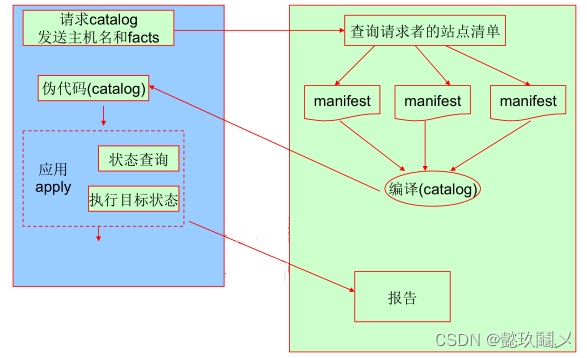 请求catalog
发送主机名和facts
查询请求者的站点清单
伪代码(catalog)
manifest
manifest
manifest
应用
apply
状态查询
执行目标状态
编译(catalog)
报告
CSDN @懿玖闢乄